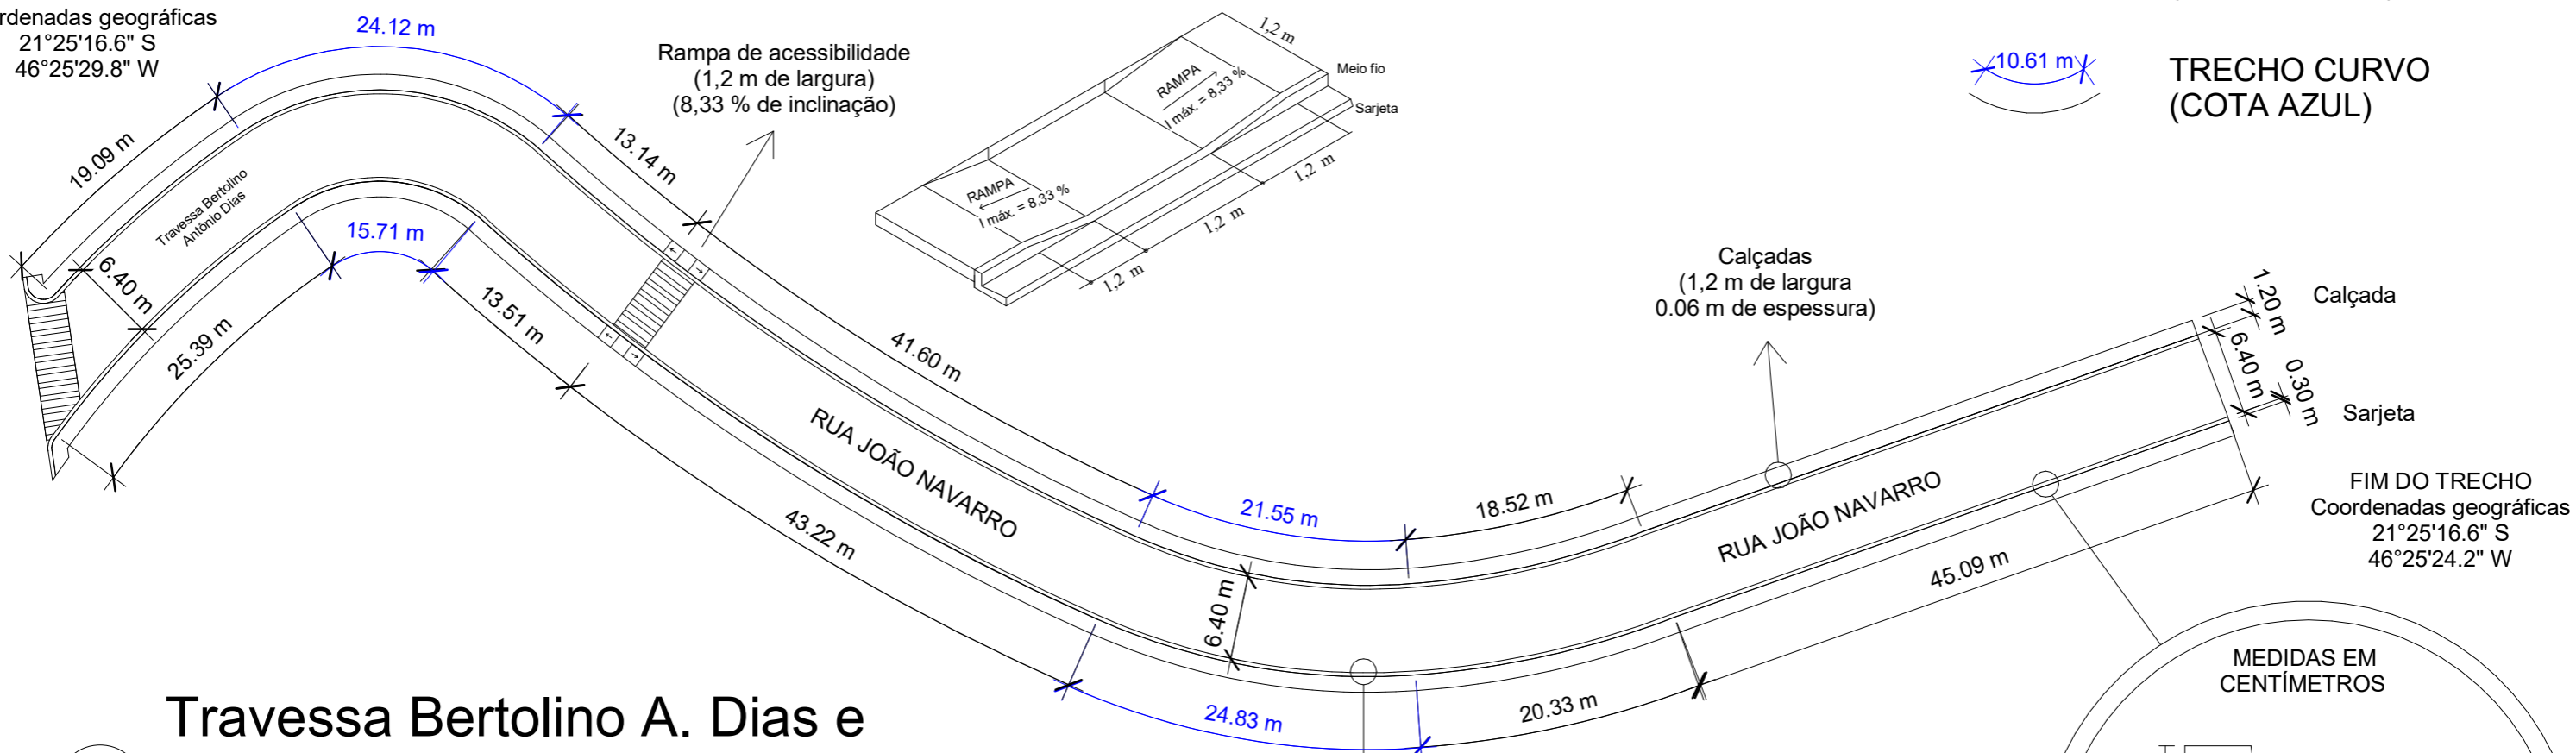 rdenadas geográficas
21°25'16.6" S
46°25'29.8" W
24.12 m
19.09 m
13.14 m
Rampa de acessibilidade
(1,2 m de largura)
(8,33 % de inclinação)
1,2 m
Meio fio
Sarjeta
RAMPA
I máx. = 8,33 %
RAMPA
I máx. = 8,33 %
1,2 m
1,2 m
1,2 m
10.61 m
TRECHO CURVO
(COTA AZUL)
Travessa Bertolino
Antônio Dias
6.40 m
15.71 m
25.39 m
13.51 m
41.60 m
43.22 m
RUA JOÃO NAVARRO
21.55 m
18.52 m
6.40 m
24.83 m
20.33 m
Calçadas
(1,2 m de largura
0.06 m de espessura)
RUA JOÃO NAVARRO
45.09 m
1.20 m
Calçada
6.40 m
0.30 m
Sarjeta
FIM DO TRECHO
Coordenadas geográficas
21°25'16.6" S
46°25'24.2" W
MEDIDAS EM
CENTÍMETROS
Travessa Bertolino A. Dias e